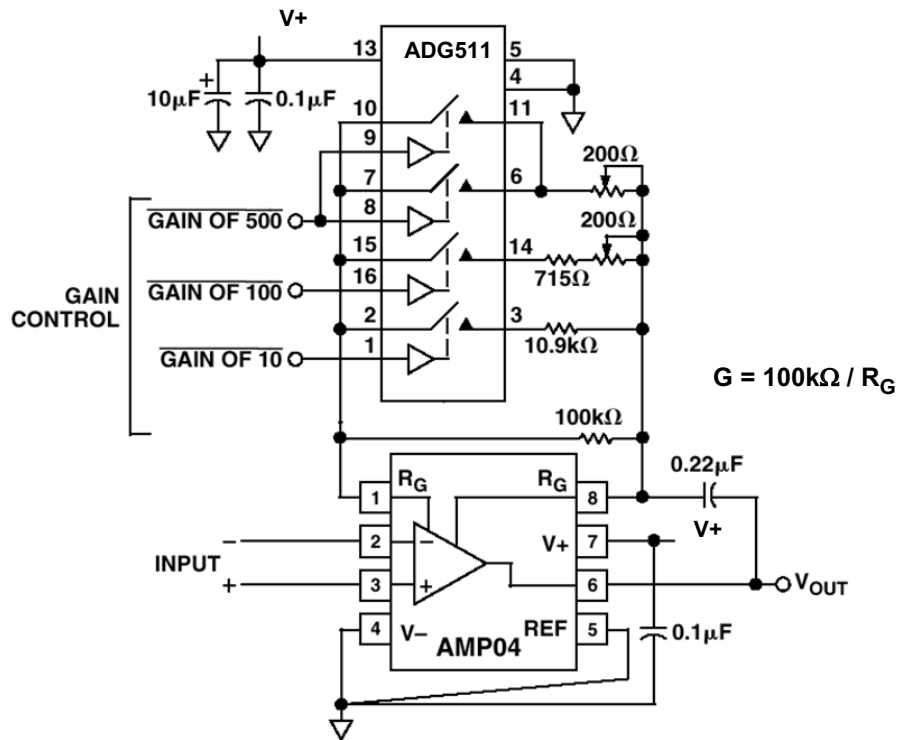 V+
13
ADG511
5
4
10μF
+
0.1μF
10
11
9
200Ω
7
6
GAIN OF 500
8
200Ω
15
14
GAIN OF 100
16
715Ω
GAIN
CONTROL
2
3
GAIN OF 10
1
10.9kΩ
G = 100kΩ / RG
100kΩ
0.22μF
1
RG
RG
8
V+
INPUT
–
2
–
V+
7
+
3
+
6
VOUT
4
V–
REF
5
0.1μF
AMP04